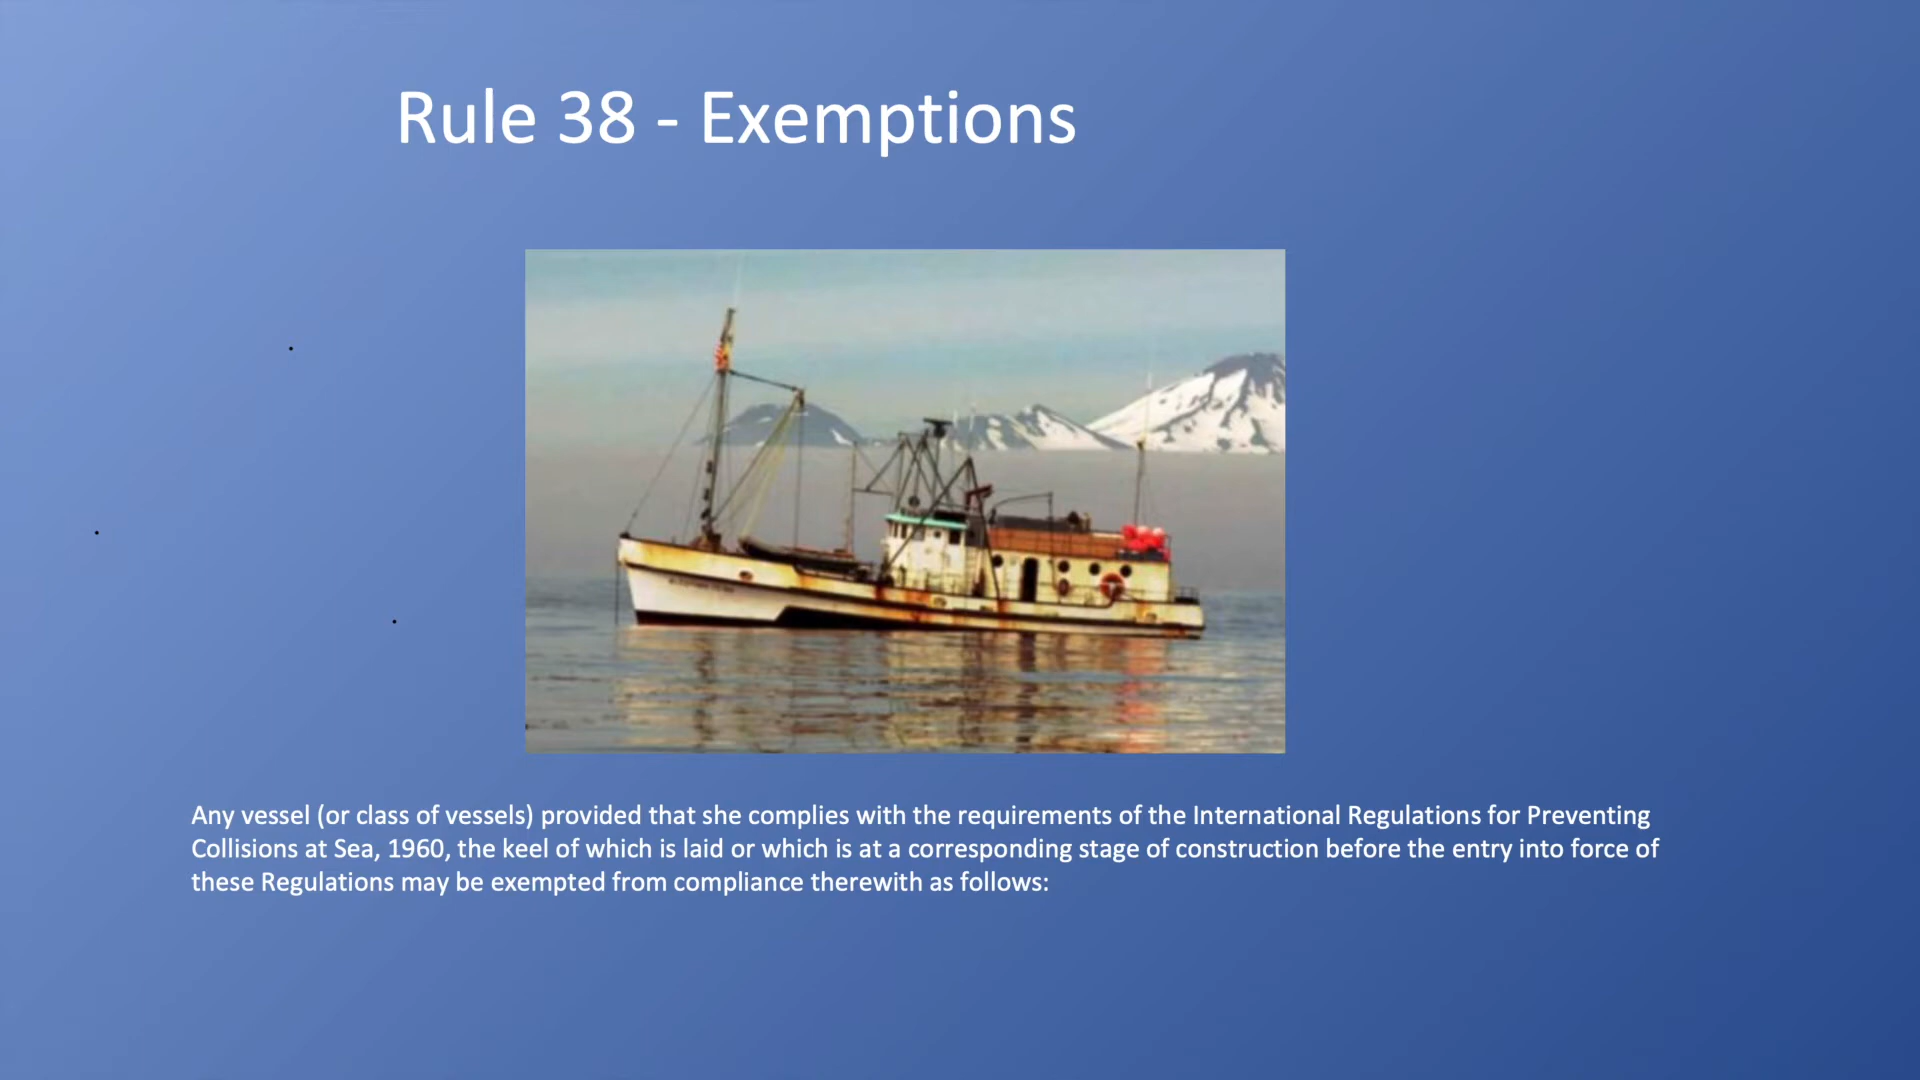 Rule 38 - Exemptions
Any vessel (or class of vessels) provided that she complies with the requirements of the International Regulations for Preventing
Collisions at Sea, 1960, the keel of which is laid or which is at a corresponding stage of construction before the entry into force of
these Regulations may be exempted from compliance therewith as follows: